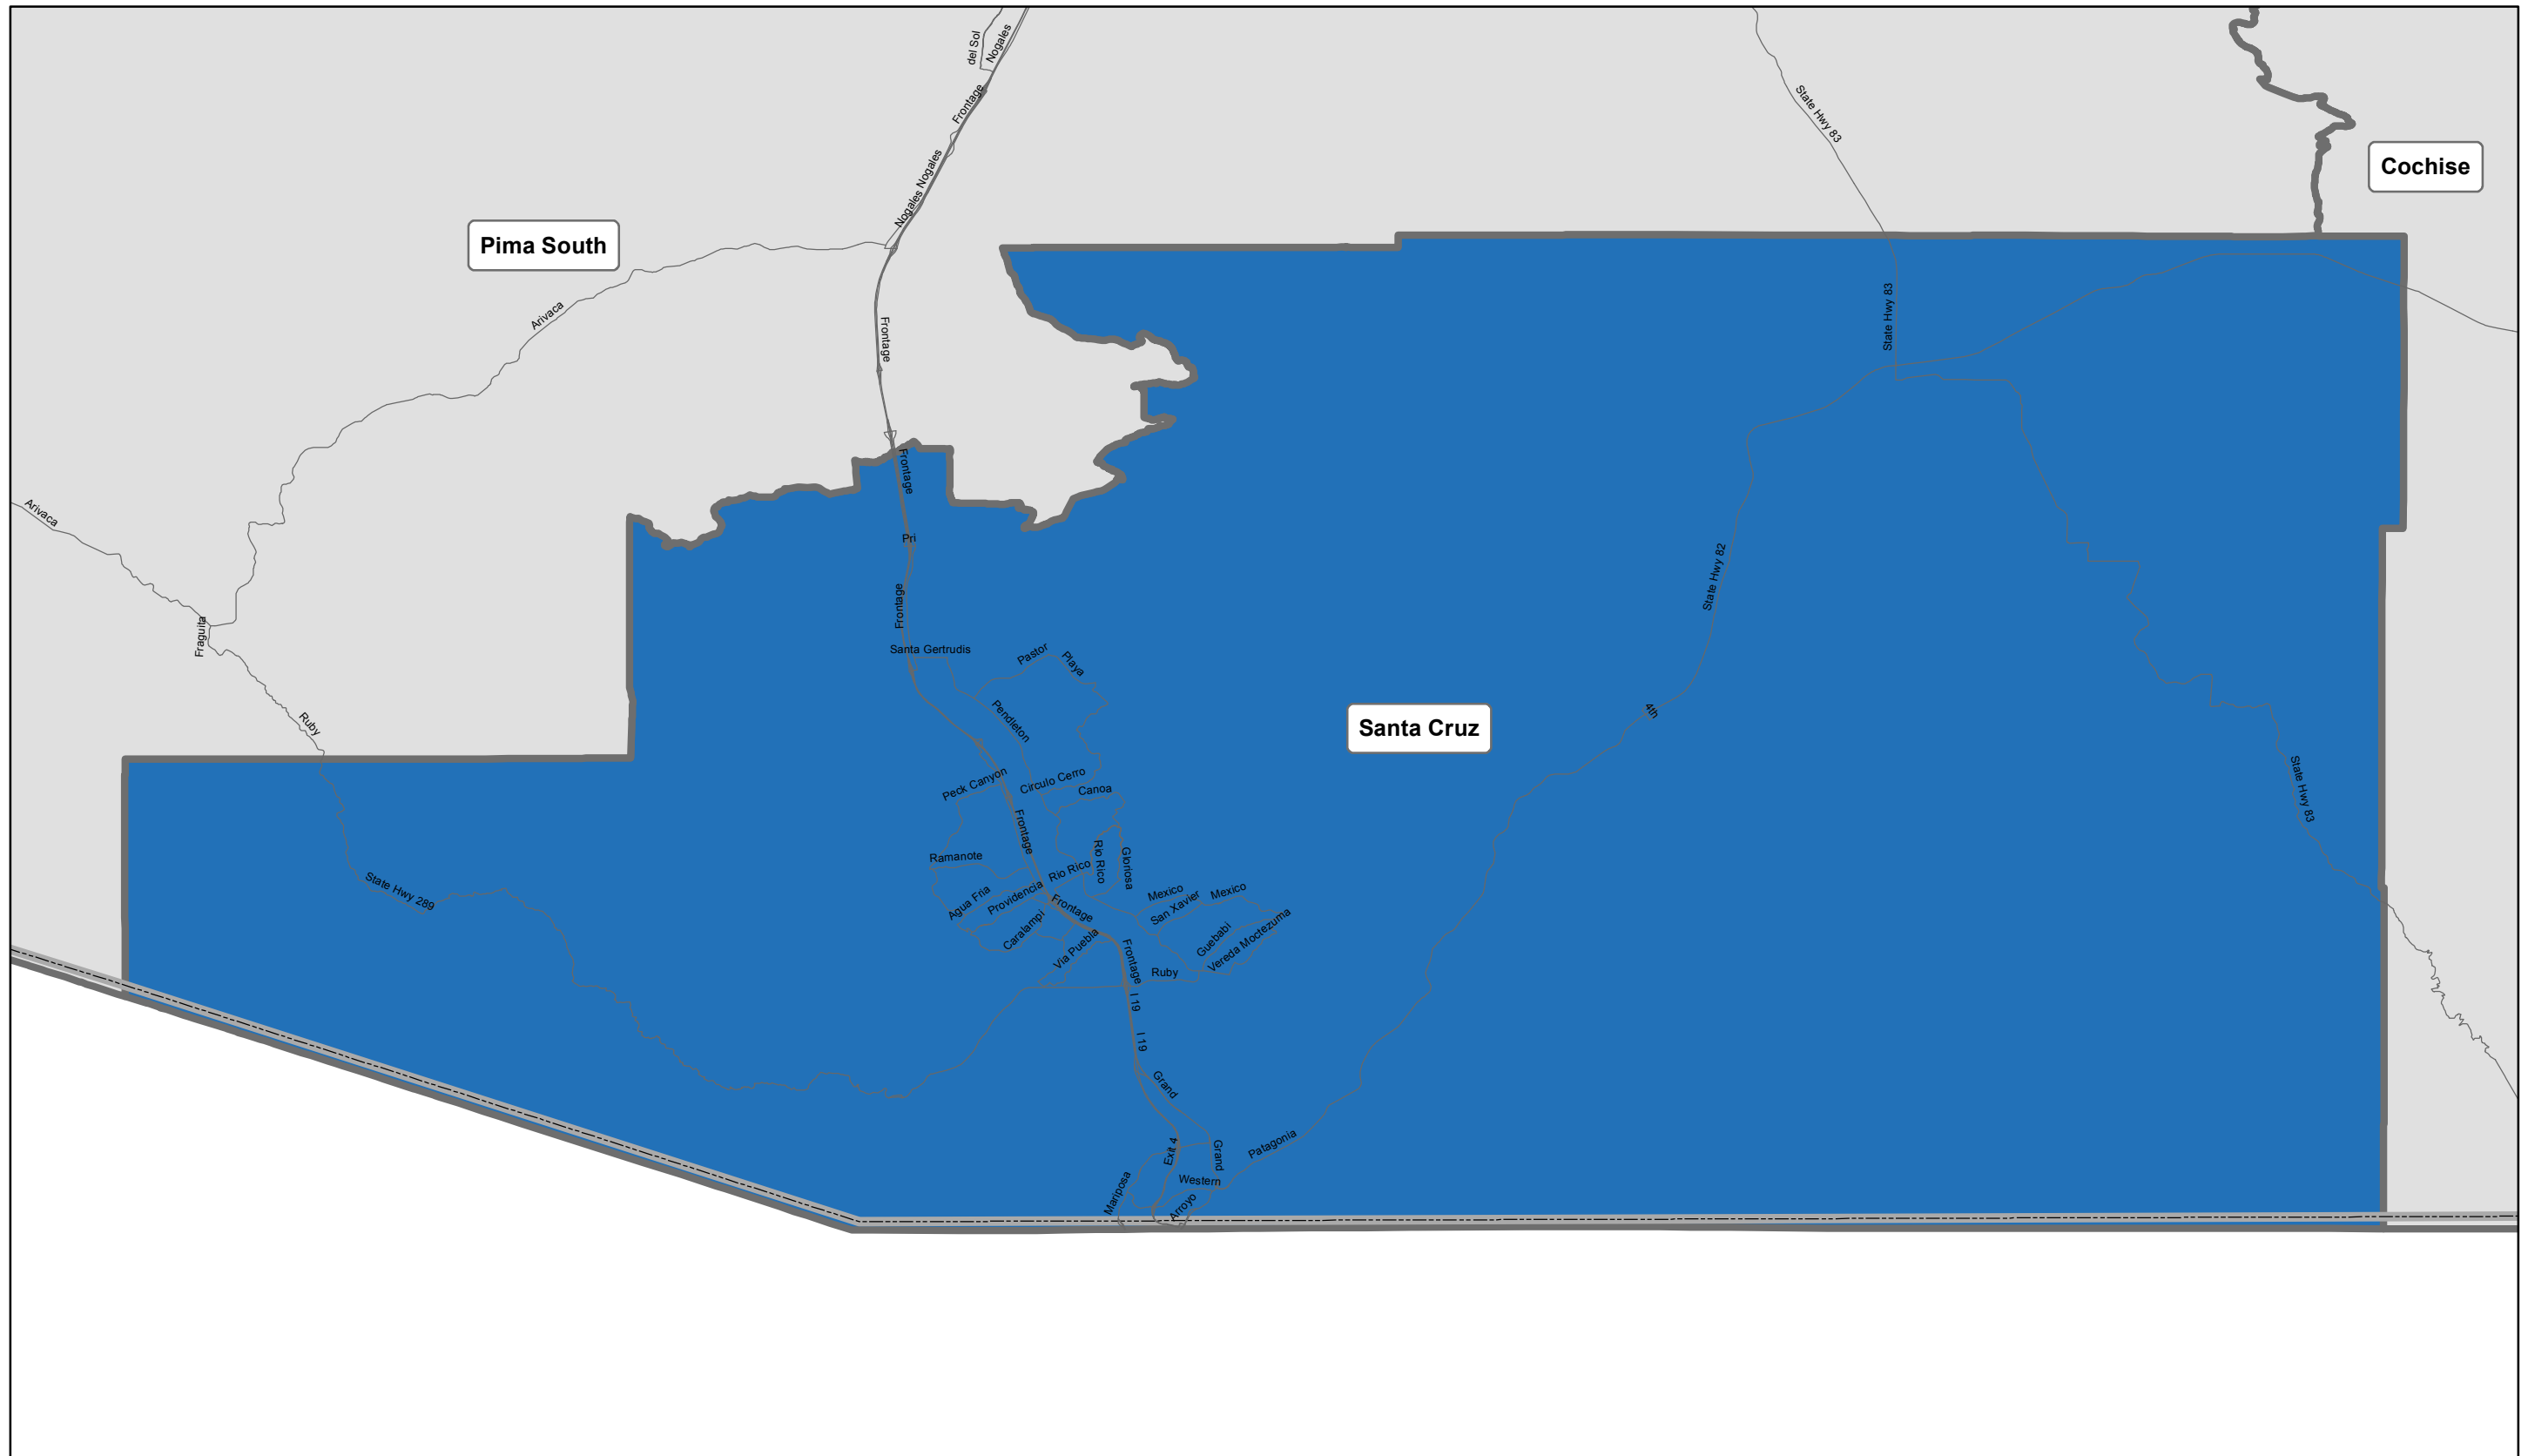 del Sol
Nogales
Frontage
State Hwy 83
Cochise
Nogales Nogales
Pima South
Arivaca
Frontage
State Hwy 83
Frontage
Arivaca
Pri
State Hwy 82
Frontage
Fraguita
Santa Gertrudis
Pastor
Playa
Ruby
Pendleton
4th
Santa Cruz
Peck Canyon
Circulo Cerro
Canoa
State Hwy 83
Frontage
Ramanote
Rio Rico
Rio Rico
Gloriosa
State Hwy 289
Agua Fria
Providencia
Frontage
Mexico
San Xavier
Mexico
Caralampi
Via Puebla
Guebabi
Vereda Moctezuma
Frontage
Ruby
I 19
I 19
Grand
Exit 4
Grand
Patagonia
Mariposa
Western
Arroyo